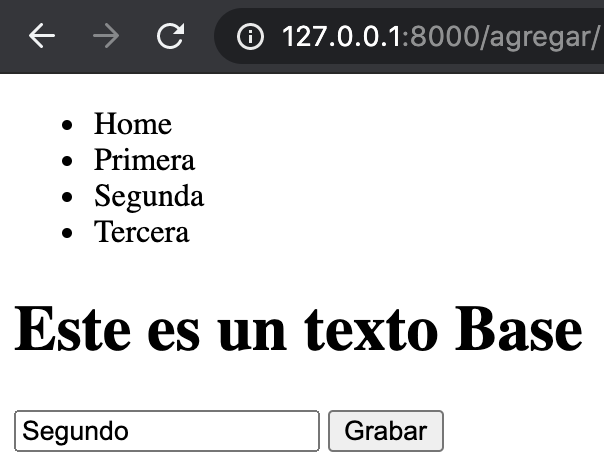 127.0.0.1:8000/agregar/
Home
Primera
Segunda
Tercera
Este es un texto Base
Segundo Grabar